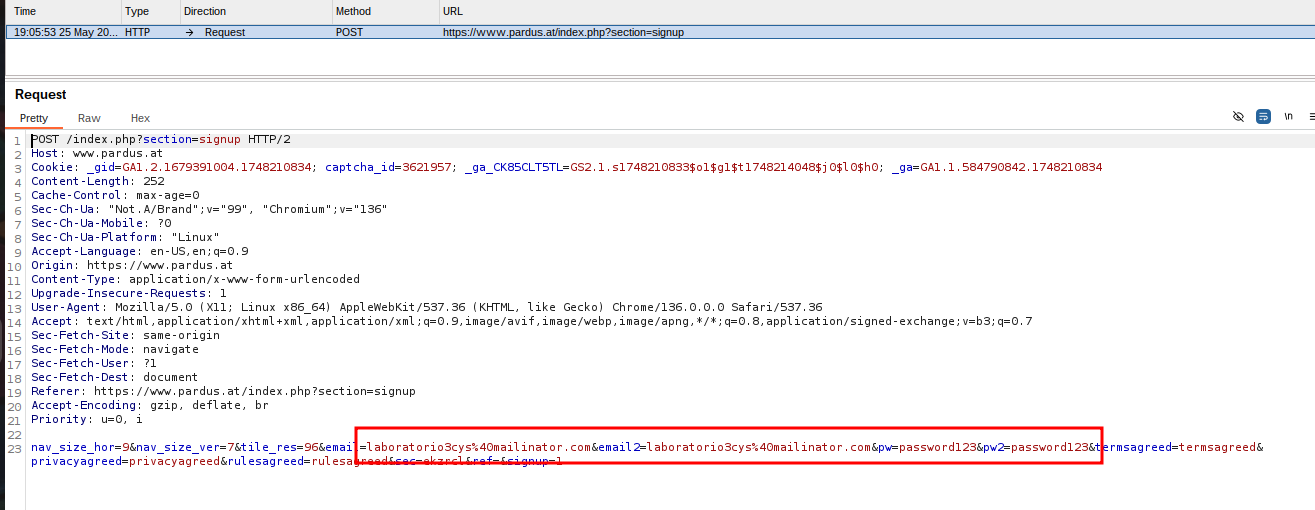 Time Type Direction Method URL
19:05:53 25 May 20... HTTP → Request POST https://www.pardus.at/index.php?section=signup
Request
Pretty Raw Hex
\n
1 POST /index.php?section=signup HTTP/2
2 Host: www.pardus.at
3 Cookie: _gid=GA1.2.1679391004.1748210834; captcha_id=3621957; _ga_CK85CLT5TL=GS2.1.s1748210833$o1$g1$t1748214048$j0$l0$h0; _ga=GA1.1.584790842.1748210834
4 Content-Length: 252
5 Cache-Control: max-age=0
6 Sec-Ch-Ua: "Not.A/Brand";v="99", "Chromium";v="136"
7 Sec-Ch-Ua-Mobile: ?0
8 Sec-Ch-Ua-Platform: "Linux"
9 Accept-Language: en-US,en;q=0.9
10 Origin: https://www.pardus.at
11 Content-Type: application/x-www-form-urlencoded
12 Upgrade-Insecure-Requests: 1
13 User-Agent: Mozilla/5.0 (X11; Linux x86_64) AppleWebKit/537.36 (KHTML, like Gecko) Chrome/136.0.0.0 Safari/537.36
14 Accept: text/html,application/xhtml+xml,application/xml;q=0.9,image/avif,image/webp,image/apng,*/*;q=0.8,application/signed-exchange;v=b3;q=0.7
15 Sec-Fetch-Site: same-origin
16 Sec-Fetch-Mode: navigate
17 Sec-Fetch-User: ?1
18 Sec-Fetch-Dest: document
19 Referer: https://www.pardus.at/index.php?section=signup
20 Accept-Encoding: gzip, deflate, br
21 Priority: u=0, i
22
23 nav_size_hor=9&nav_size_ver=7&tile_res=96&email=laboratorio3cys%40mailinator.com&email2=laboratorio3cys%40mailinator.com&pw=password123&pw2=password123&termsagreed=termsagreed&
privacyagreed=privacyagreed&rulesagreed=rulesagreed&sec=ekzrcl&ref=&signup=1